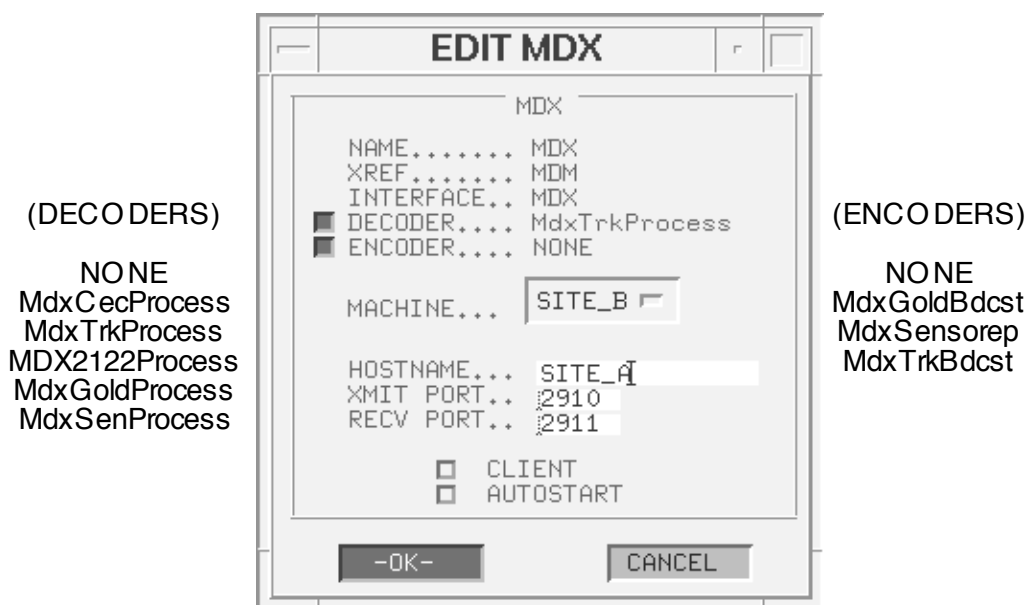 EDIT MDX
MDX
NAME....... MDX
XREF....... MDM
INTERFACE.. MDX
DECODER.... MdxTrkProcess
ENCODER.... NONE
MACHINE... SITE_B
HOSTNAME... SITE_A
XMIT PORT.. 2910
RECV PORT.. 2911
CLIENT
AUTOSTART
-OK- CANCEL
(DECODERS)
NONE
MdxCecProcess
MdxTrkProcess
MDX2122Process
MdxGoldProcess
MdxSenProcess
(ENCODERS)
NONE
MdxGoldBdcst
MdxSensorep
MdxTrkBdcst